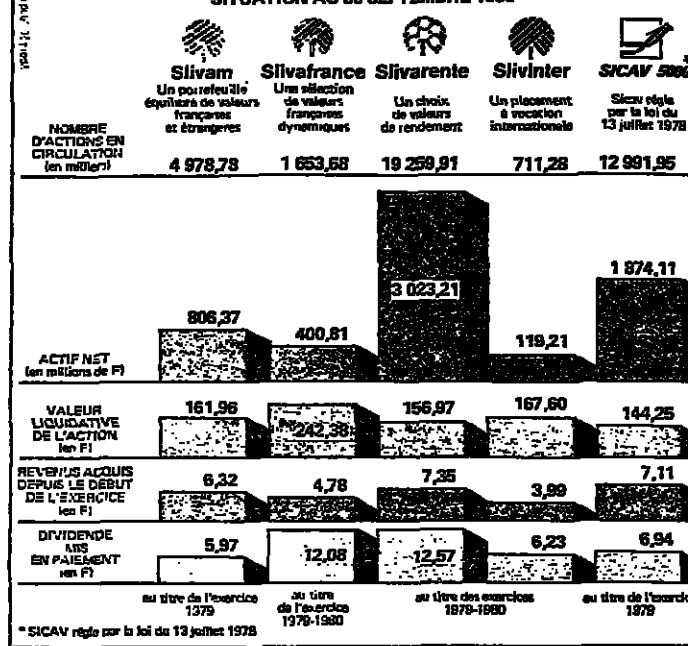 Slivam Slivafrance Slivarente Slivinter SICAV 5000
Un portefeuille équilibré de valeurs françaises et étrangères
Une sélection de valeurs françaises dynamiques
Un choix de valeurs de rendement
Un placement à vocation internationale
Sicav régie par la loi du 13 juillet 1978
NOMBRE D'ACTIONS EN CIRCULATION (en milliers)
4 978,78 1 653,68 19 259,91 711,28 12 991,95
ACTIF NET (en millions de F)
806,37 400,81 3 023,21 119,21 1 874,11
VALEUR LIQUIDATIVE DE L'ACTION (en F)
161,96 242,38 156,97 167,60 144,25
REVENUS ACQUIS DEPUIS LE DÉBUT DE L'EXERCICE (en F)
6,32 4,78 7,35 3,99 7,11
DIVIDENDE MIS EN PAIEMENT (en F)
5,97 12,08 12,57 6,23 6,94
au titre de l'exercice 1979
au titre de l'exercice 1979-1980
au titre des exercices 1979-1980
au titre de l'exercice 1979
* SICAV régie par la loi du 13 juillet 1978